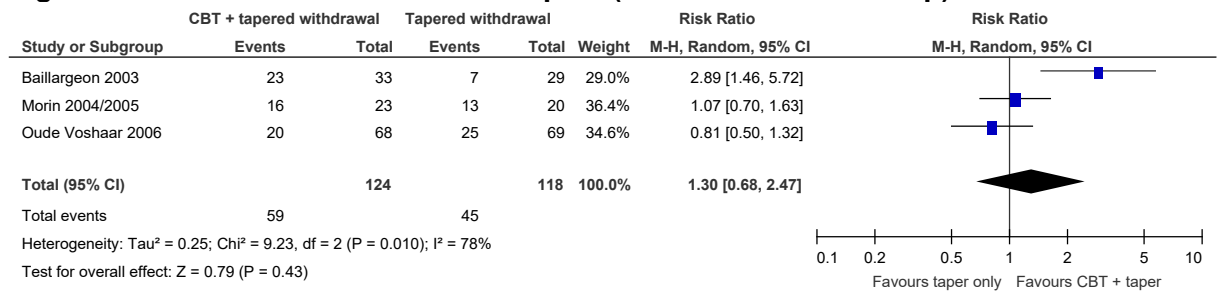 CBT + tapered withdrawal Tapered withdrawal Risk Ratio Risk Ratio
Study or Subgroup Events Total Events Total Weight M-H, Random, 95% CI M-H, Random, 95% CI
Baillargeon 2003 23 33 7 29 29.0% 2.89 [1.46, 5.72]
Morin 2004/2005 16 23 13 20 36.4% 1.07 [0.70, 1.63]
Oude Voshaar 2006 20 68 25 69 34.6% 0.81 [0.50, 1.32]
Total (95% CI) 124 118 100.0% 1.30 [0.68, 2.47]
Total events 59 45
Heterogeneity: Tau² = 0.25; Chi² = 9.23, df = 2 (P = 0.010); I² = 78%
Test for overall effect: Z = 0.79 (P = 0.43)
0.1 0.2 0.5 1 2 5 10
Favours taper only Favours CBT + taper